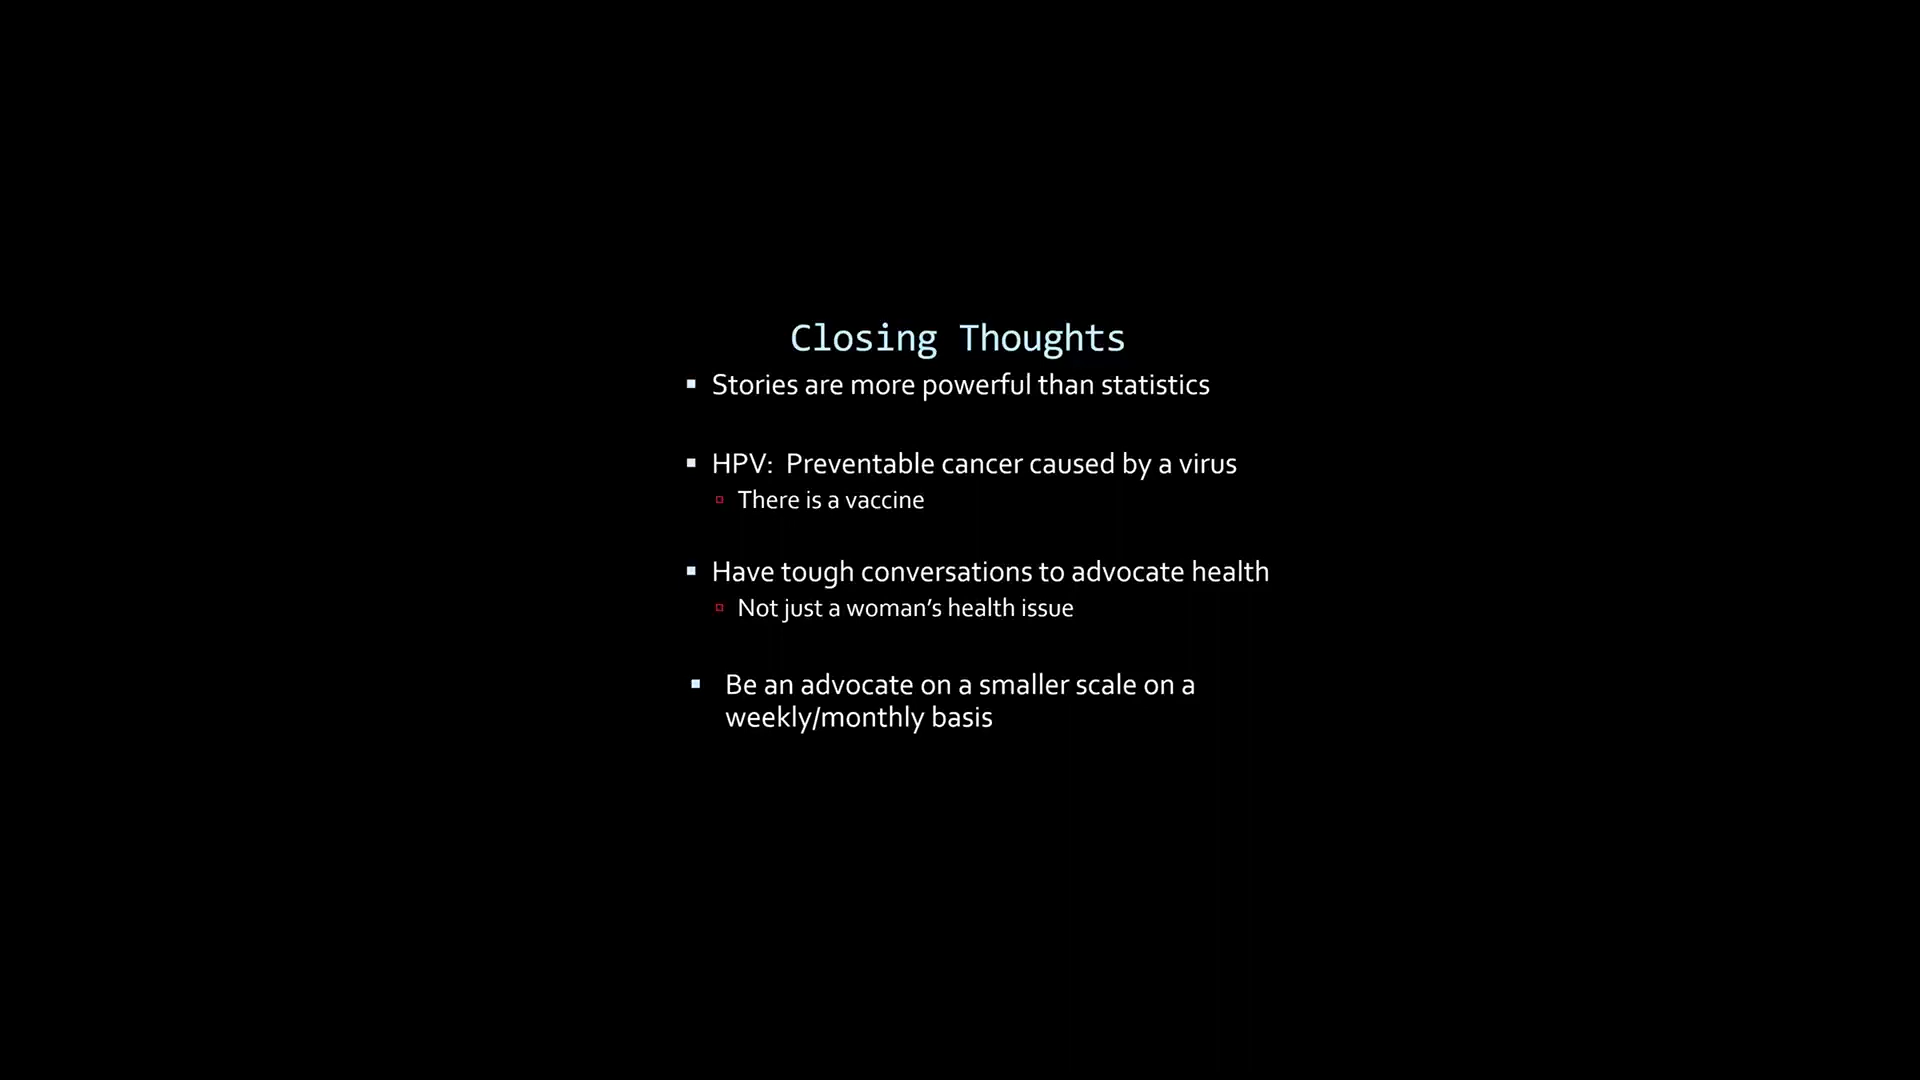 Closing Thoughts
▪ Stories are more powerful than statistics
▪ HPV:  Preventable cancer caused by a virus
▫ There is a vaccine
▪ Have tough conversations to advocate health
▫ Not just a woman’s health issue
▪ Be an advocate on a smaller scale on a
weekly/monthly basis